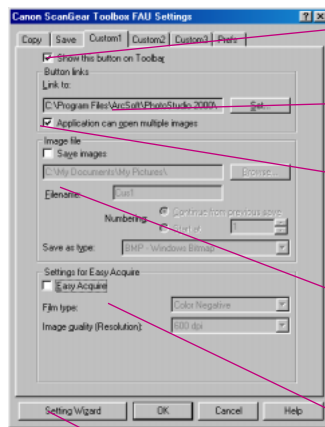 Canon ScanGear Toolbox FAU Settings
Copy Save Custom1 Custom2 Custom3 Prefs
Show this button on Toolbar
Button links
Link to:
C:\Program Files\ArcSoft\PhotoStudio 2000\ Set...
Application can open multiple images
Image file
Save images
C:\My Documents\My Pictures\ Browse...
Filename: Cus1
Numbering: Continue from previous save
Start at: 1
Save as type: BMP - Windows Bitmap
Settings for Easy Acquire
Easy Acquire
Film type: Color Negative
Image quality (Resolution): 600 dpi
Setting Wizard OK Cancel Help